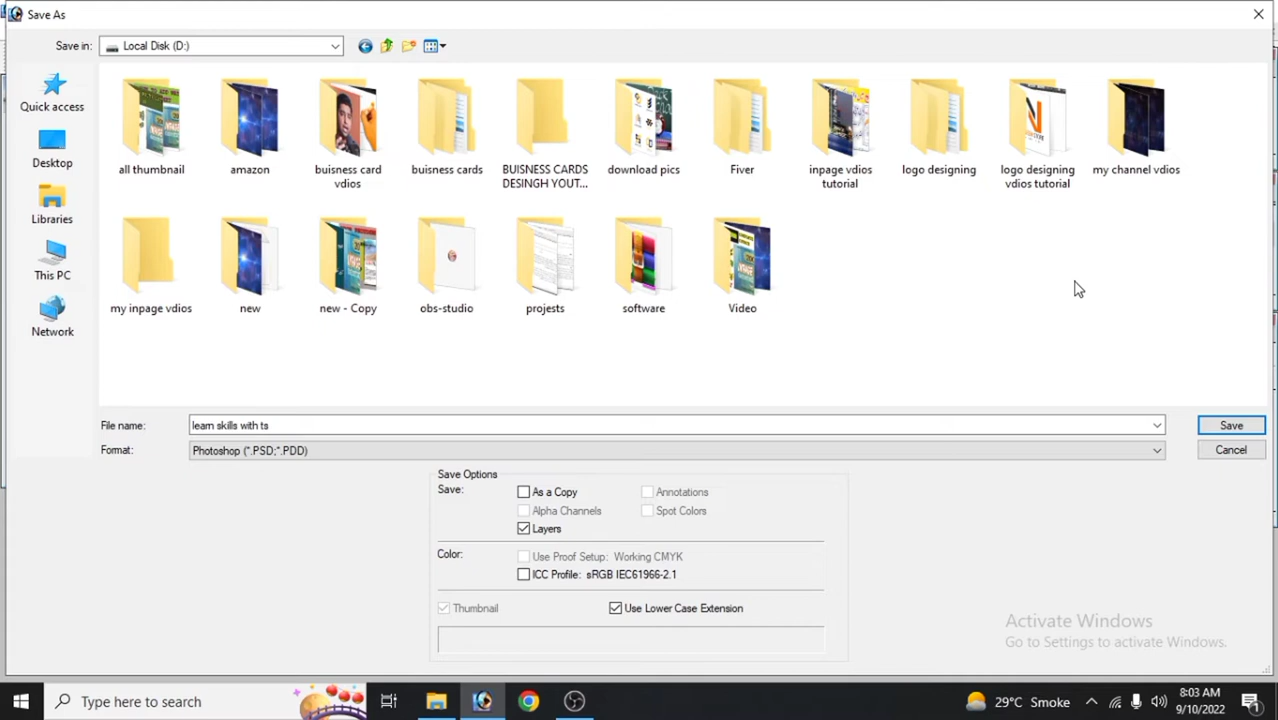 Save As
Save in: Local Disk (D:)
Quick access
Desktop
Libraries
This PC
Network
all thumbnail
amazon
buisness card vdios
buisness cards
BUISNESS CARDS DESINGH YOUT...
download pics
Fiver
inpage vdios tutorial
logo designing
logo designing vdios tutorial
my channel vdios
my inpage vdios
new
new - Copy
obs-studio
projests
software
Video
File name: learn skills with ts
Save
Format: Photoshop (*.PSD;*.PDD)
Cancel
Save Options
Save: As a Copy Annotations
Alpha Channels Spot Colors
Layers
Color: Use Proof Setup: Working CMYK
ICC Profile: sRGB IEC61966-2.1
Thumbnail Use Lower Case Extension
Activate Windows
Go to Settings to activate Windows.
Type here to search
29°C Smoke
8:03 AM
9/10/2022
1